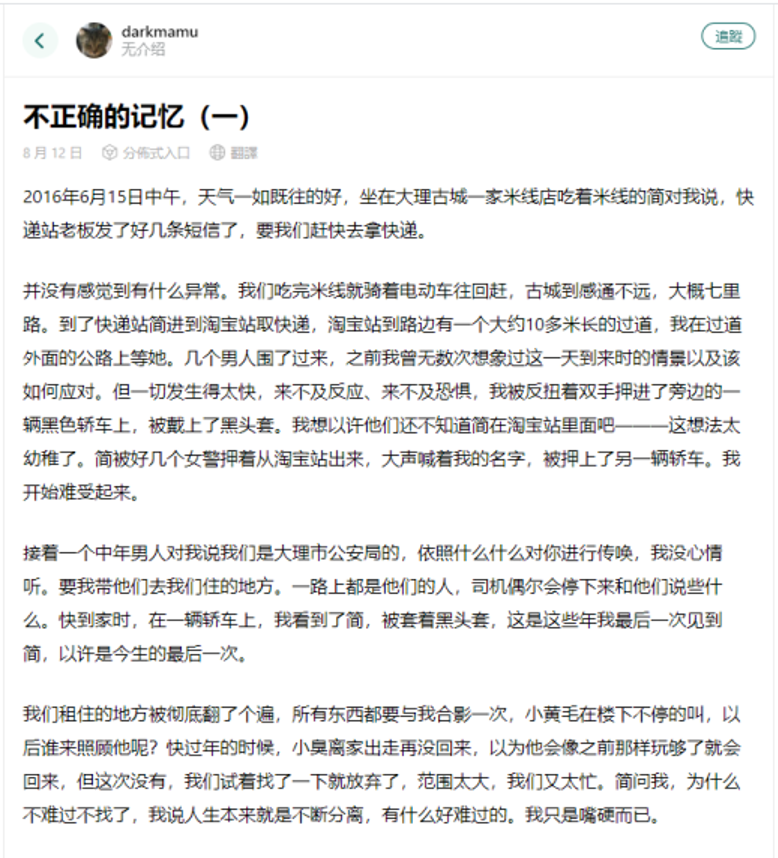 darkmamu
无介绍
追蹤
不正确的记忆（一）
8 月 12 日 分佈式入口 翻譯
2016年6月15日中午，天气一如既往的好，坐在大理古城一家米线店吃着米线的简对我说，快
递站老板发了好几条短信了，要我们赶快去拿快递。
并没有感觉到有什么异常。我们吃完米线就骑着电动车往回赶，古城到感通不远，大概七里
路。到了快递站简进到淘宝站取快递，淘宝站到路边有一个大约10多米长的过道，我在过道
外面的公路上等她。几个男人围了过来，之前我曾无数次想象过这一天到来时的情景以及该
如何应对。但一切发生得太快，来不及反应、来不及恐惧，我被反扭着双手押进了旁边的一
辆黑色轿车上，被戴上了黑头套。我想以许他们还不知道简在淘宝站里面吧———这想法太
幼稚了。简被好几个女警押着从淘宝站出来，大声喊着我的名字，被押上了另一辆轿车。我
开始难受起来。
接着一个中年男人对我说我们是大理市公安局的，依照什么什么对你进行传唤，我没心情
听。要我带他们去我们住的地方。一路上都是他们的人，司机偶尔会停下来和他们说些什
么。快到家时，在一辆轿车上，我看到了简，被套着黑头套，这是这些年我最后一次见到
简，以许是今生的最后一次。
我们租住的地方被彻底翻了个遍，所有东西都要与我合影一次，小黄毛在楼下不停的叫，以
后谁来照顾他呢？快过年的时候，小臭离家出走再没回来，以为他会像之前那样玩够了就会
回来，但这次没有，我们试着找了一下就放弃了，范围太大，我们又太忙。简问我，为什么
不难过不找了，我说人生本来就是不断分离，有什么好难过的。我只是嘴硬而已。